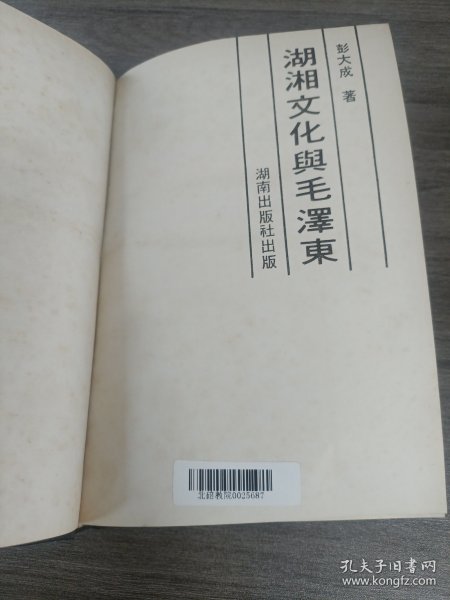 彭大成 著
湖湘文化與毛澤東
湖南出版社出版
北鋁教院0025687
孔夫子旧书网
www.kongfz.com